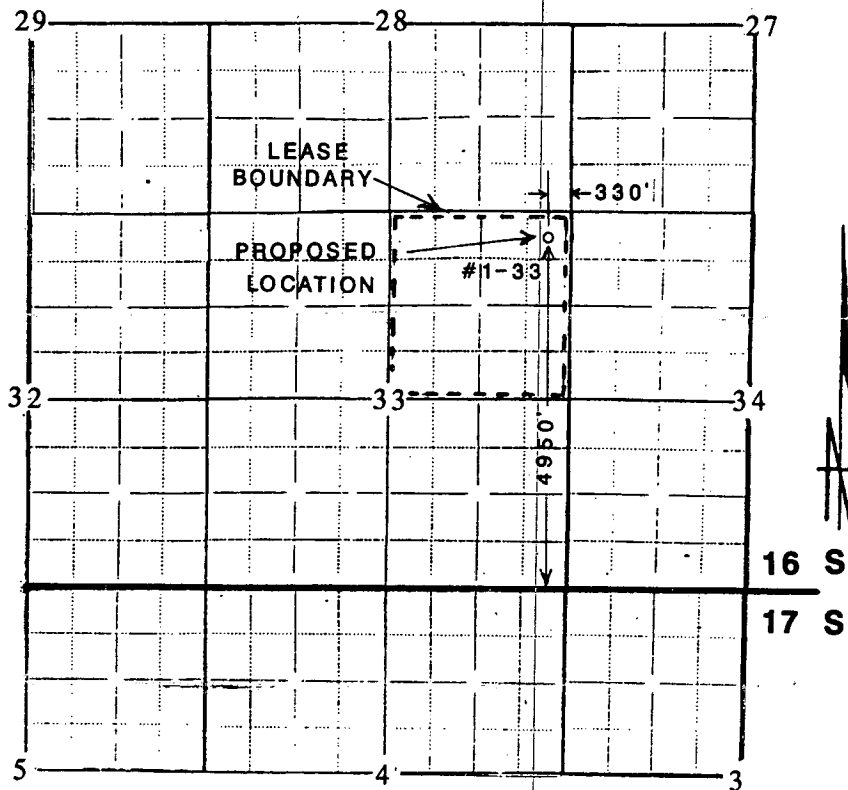 29 28 27
LEASE
BOUNDARY
330'
PROPOSED
LOCATION
#1-33
32 33 34
4950'
16 S
17 S
5 4 3